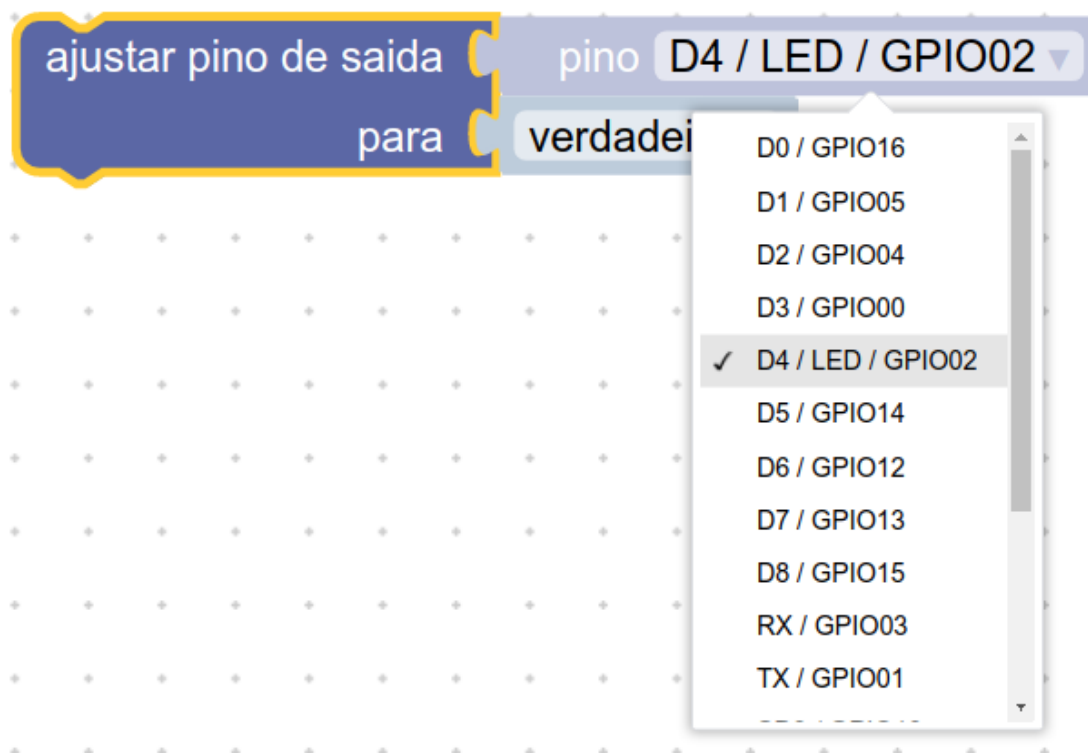 ajustar pino de saida pino D4 / LED / GPIO02
para verdadei
D0 / GPIO16
D1 / GPIO05
D2 / GPIO04
D3 / GPIO00
✓ D4 / LED / GPIO02
D5 / GPIO14
D6 / GPIO12
D7 / GPIO13
D8 / GPIO15
RX / GPIO03
TX / GPIO01